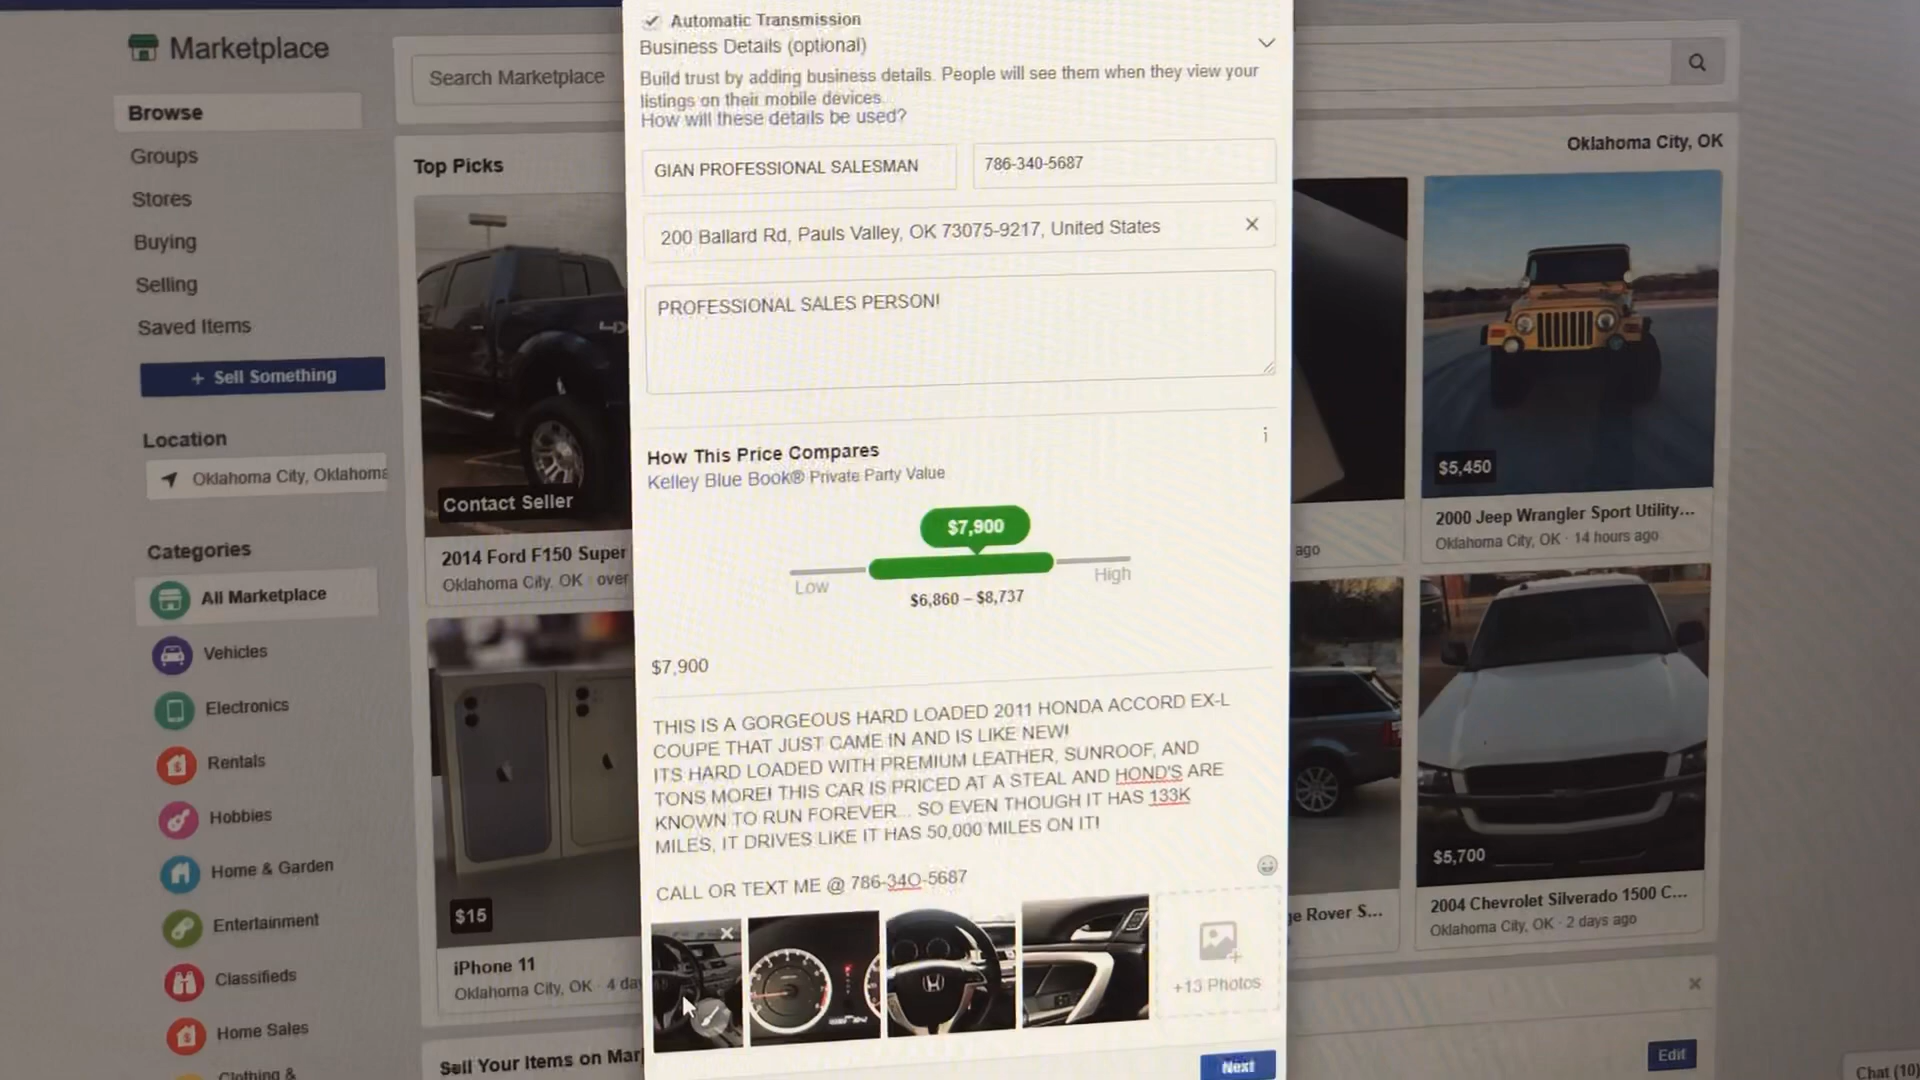 Marketplace
Browse
Groups
Stores
Buying
Selling
Saved Items
+ Sell Something
Location
Oklahoma City, Oklahoma
Categories
All Marketplace
Vehicles
Electronics
Rentals
Hobbies
Home & Garden
Entertainment
Classifieds
Home Sales
Clothing &
Search Marketplace
Top Picks
Contact Seller
2014 Ford F150 Super
Oklahoma City, OK · over
$15
iPhone 11
Oklahoma City, OK · 4 da
Sell Your Items on Mar
Automatic Transmission
Business Details (optional)
Build trust by adding business details. People will see them when they view your
listings on their mobile devices.
How will these details be used?
GIAN PROFESSIONAL SALESMAN
786-340-5687
200 Ballard Rd, Pauls Valley, OK 73075-9217, United States
PROFESSIONAL SALES PERSON!
How This Price Compares
Kelley Blue Book® Private Party Value
$7,900
Low
High
$6,860 – $8,737
$7,900
THIS IS A GORGEOUS HARD LOADED 2011 HONDA ACCORD EX-L
COUPE THAT JUST CAME IN AND IS LIKE NEW!
ITS HARD LOADED WITH PREMIUM LEATHER, SUNROOF, AND
TONS MORE! THIS CAR IS PRICED AT A STEAL AND HOND'S ARE
KNOWN TO RUN FOREVER... SO EVEN THOUGH IT HAS 133K
MILES, IT DRIVES LIKE IT HAS 50,000 MILES ON IT!
CALL OR TEXT ME @ 786-34O-5687
+13 Photos
Next
Oklahoma City, OK
$5,450
2000 Jeep Wrangler Sport Utility...
Oklahoma City, OK · 14 hours ago
ago
$5,700
2004 Chevrolet Silverado 1500 C...
Oklahoma City, OK · 2 days ago
ge Rover S...
Edit
Chat (10)